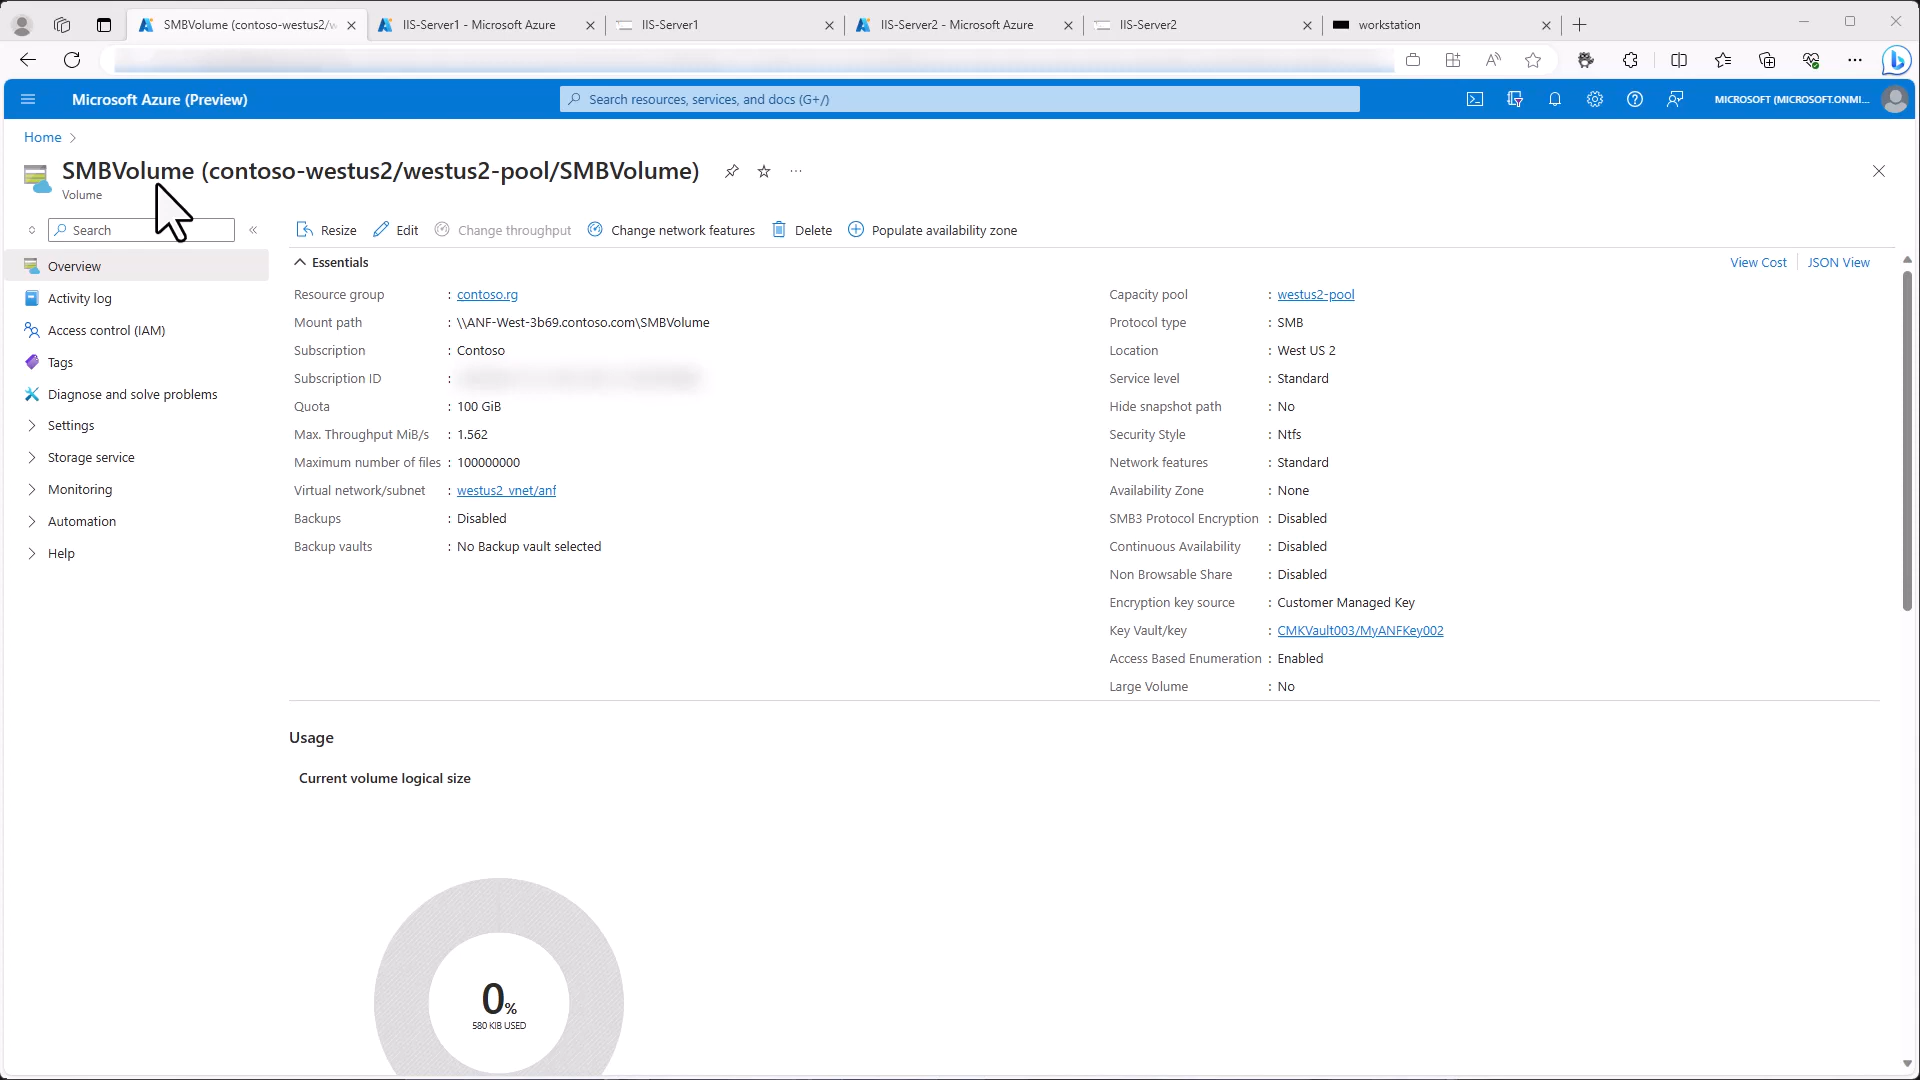 SMBVolume (contoso-westus2/w
IIS-Server1 - Microsoft Azure
IIS-Server1
IIS-Server2 - Microsoft Azure
IIS-Server2
workstation
Microsoft Azure (Preview)
Search resources, services, and docs (G+/)
MICROSOFT (MICROSOFT.ONMI...
Home
SMBVolume (contoso-westus2/westus2-pool/SMBVolume)
Volume
Search
Resize
Edit
Change throughput
Change network features
Delete
Populate availability zone
Overview
Activity log
Access control (IAM)
Tags
Diagnose and solve problems
Settings
Storage service
Monitoring
Automation
Help
Essentials
View Cost
JSON View
Resource group : contoso.rg
Mount path : \\ANF-West-3b69.contoso.com\SMBVolume
Subscription : Contoso
Subscription ID :
Quota : 100 GiB
Max. Throughput MiB/s : 1.562
Maximum number of files : 100000000
Virtual network/subnet : westus2_vnet/anf
Backups : Disabled
Backup vaults : No Backup vault selected
Capacity pool : westus2-pool
Protocol type : SMB
Location : West US 2
Service level : Standard
Hide snapshot path : No
Security Style : Ntfs
Network features : Standard
Availability Zone : None
SMB3 Protocol Encryption : Disabled
Continuous Availability : Disabled
Non Browsable Share : Disabled
Encryption key source : Customer Managed Key
Key Vault/key : CMKVault003/MyANFKey002
Access Based Enumeration : Enabled
Large Volume : No
Usage
Current volume logical size
0%
580 KIB USED